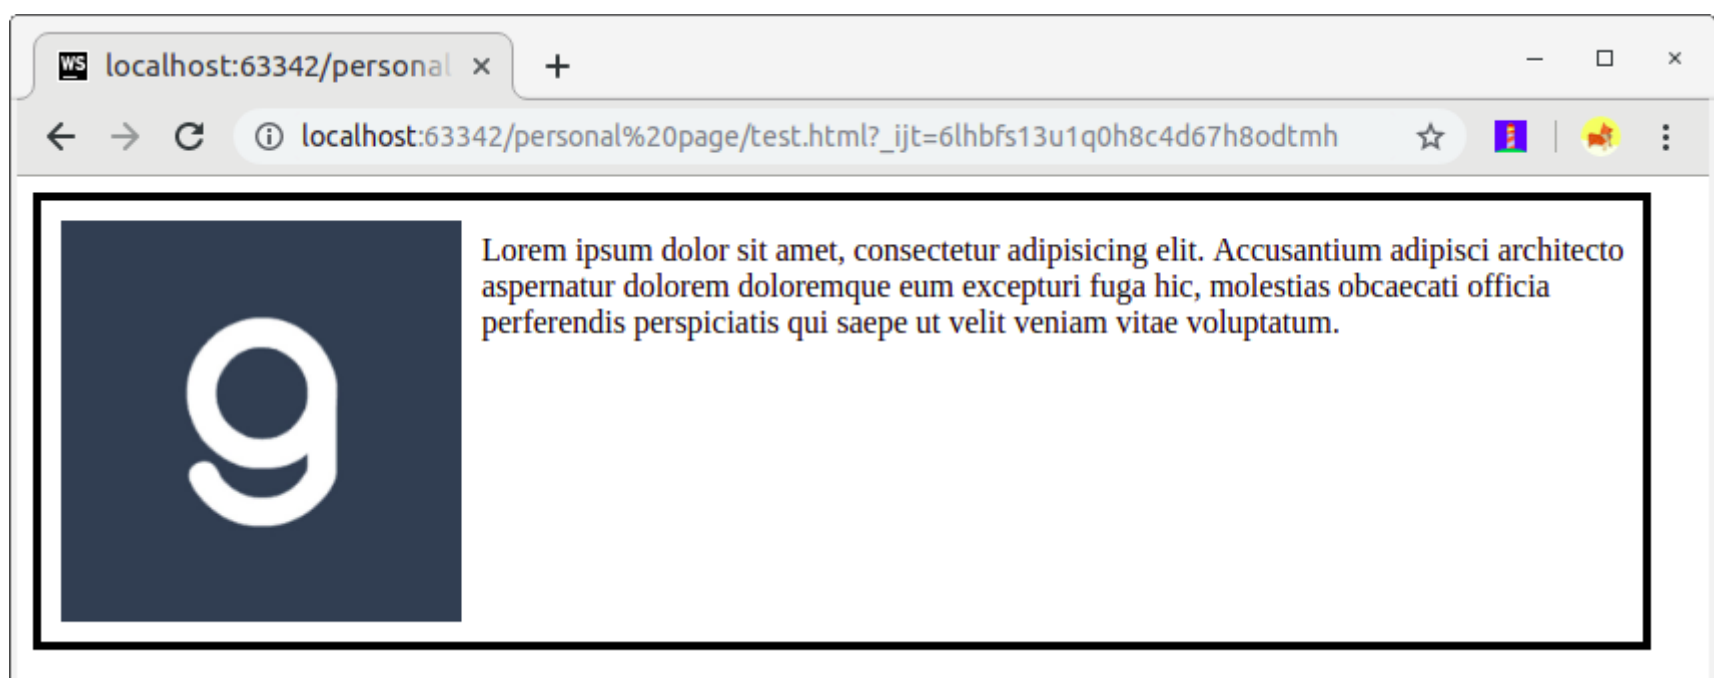 WS localhost:63342/personal
localhost:63342/personal%20page/test.html?_ijt=6lhbfs13u1q0h8c4d67h8odtmh
Lorem ipsum dolor sit amet, consectetur adipisicing elit. Accusantium adipisci architecto
aspernatur dolorem doloremque eum excepturi fuga hic, molestias obcaecati officia
perferendis perspiciatis qui saepe ut velit veniam vitae voluptatum.
g